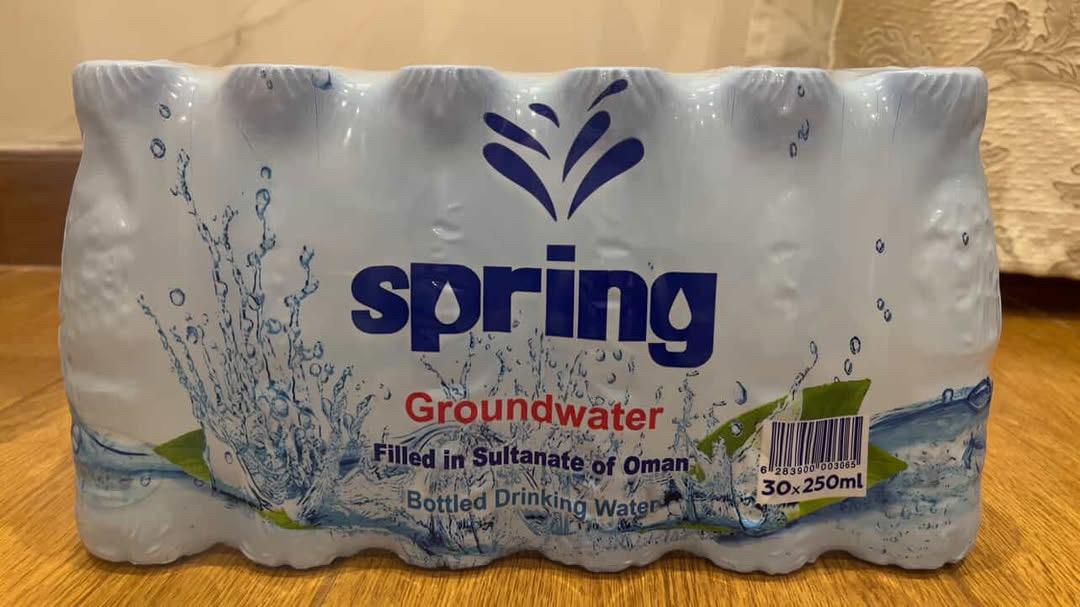 spring
Groundwater
Filled in Sultanate of Oman
Bottled Drinking Water
6 283900 003065
30x250ml